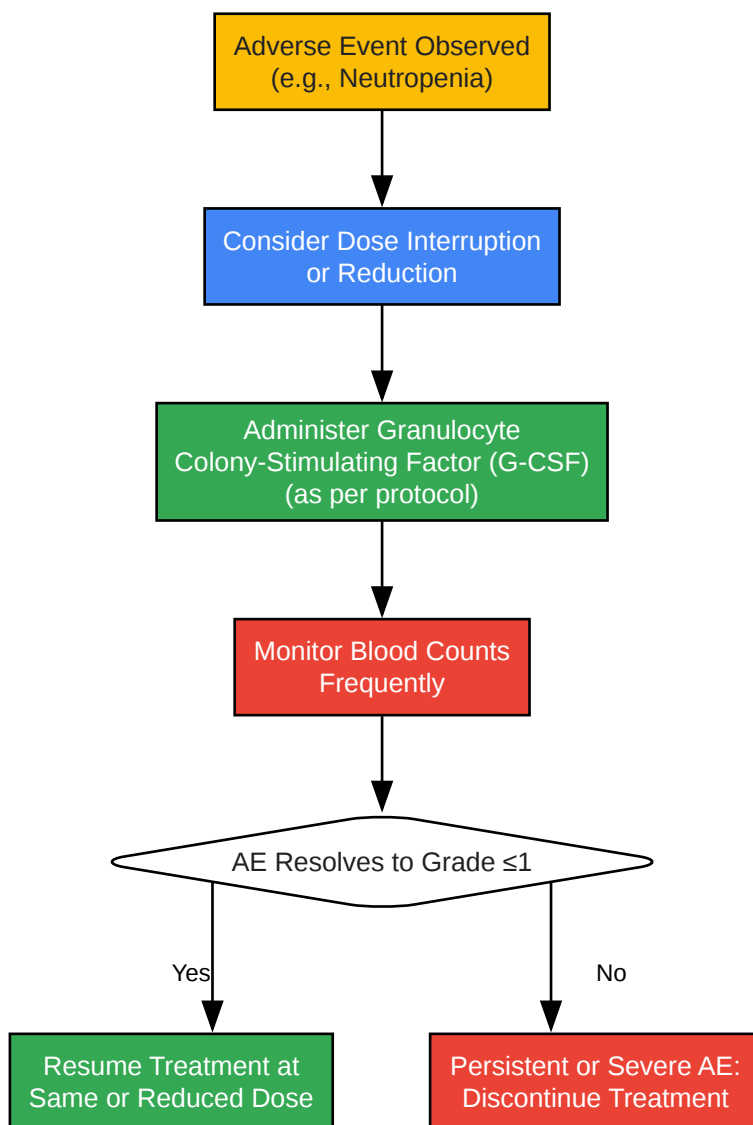 Adverse Event Observed
(e.g., Neutropenia)
Consider Dose Interruption
or Reduction
Administer Granulocyte
Colony-Stimulating Factor (G-CSF)
(as per protocol)
Monitor Blood Counts
Frequently
AE Resolves to Grade ≤1
Yes
No
Resume Treatment at
Same or Reduced Dose
Persistent or Severe AE:
Discontinue Treatment